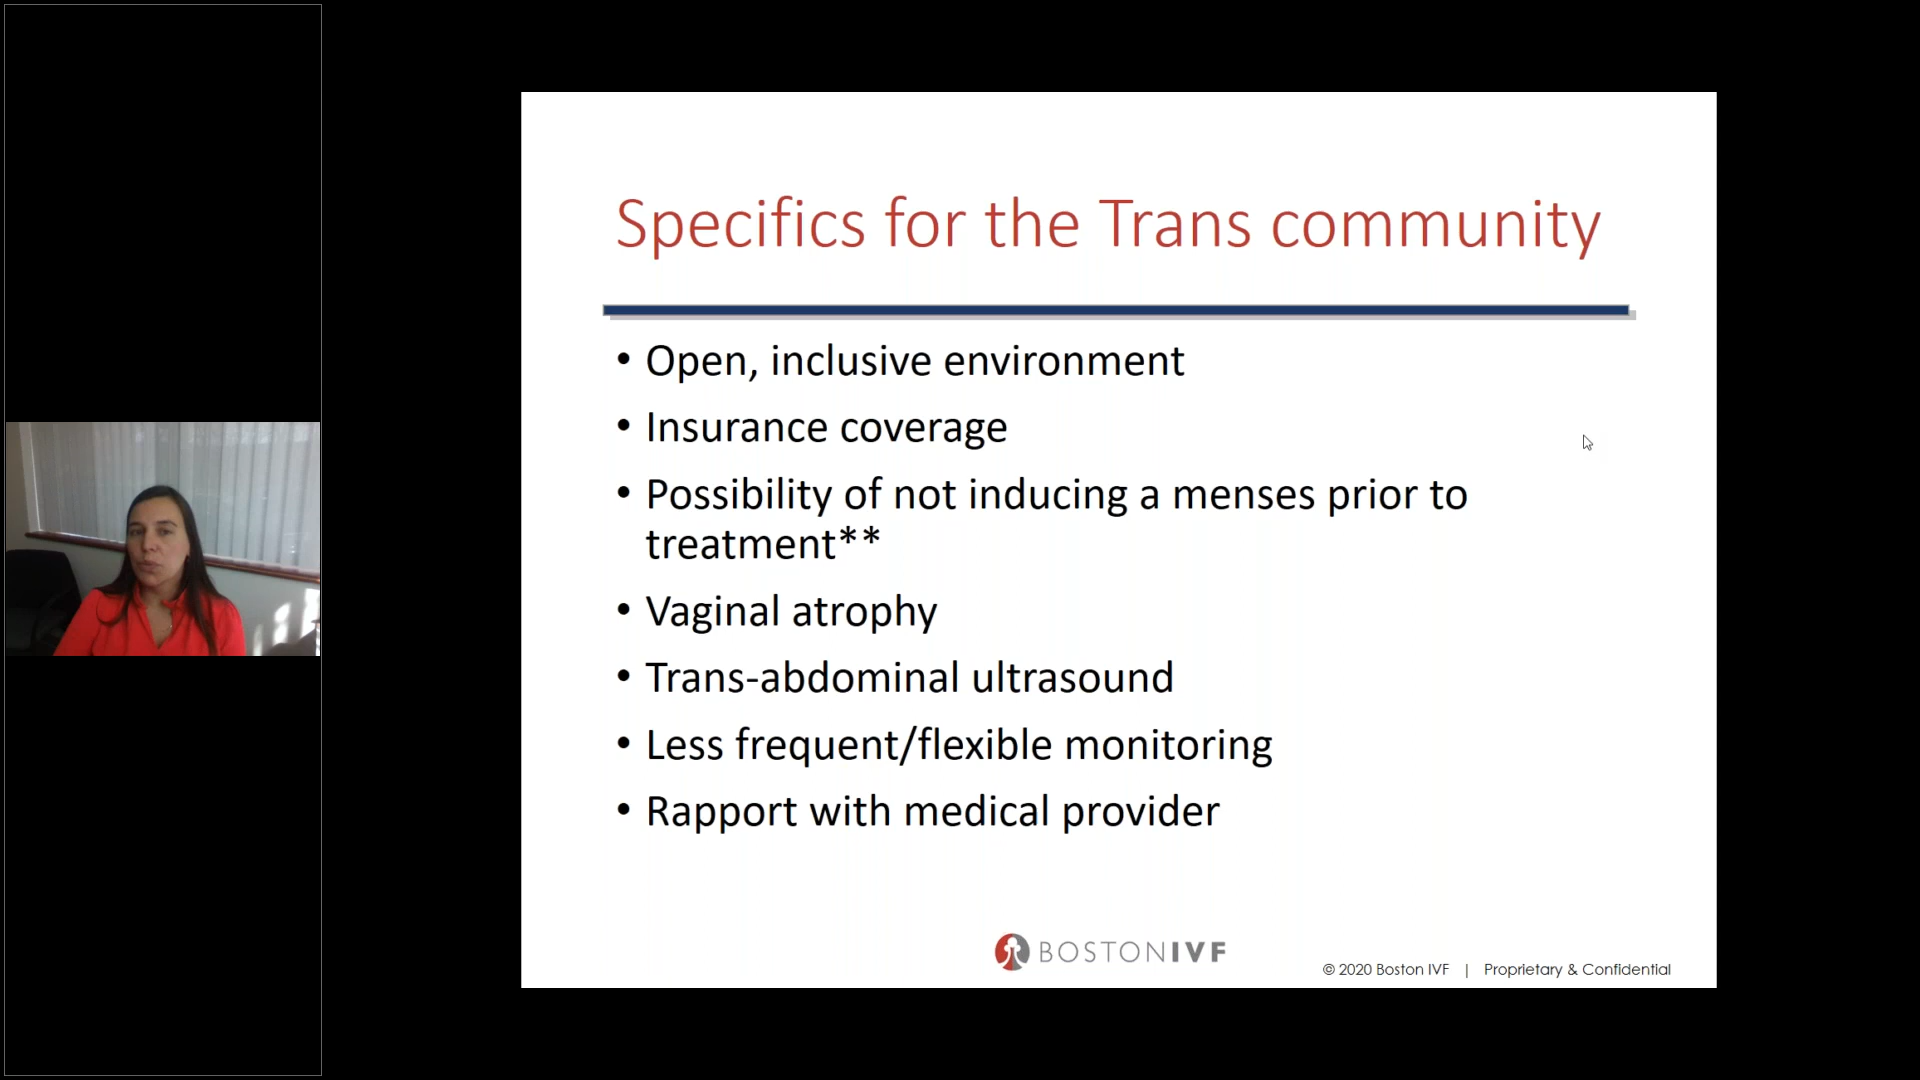 Specifics for the Trans community
• Open, inclusive environment
• Insurance coverage
• Possibility of not inducing a menses prior to
treatment**
• Vaginal atrophy
• Trans-abdominal ultrasound
• Less frequent/flexible monitoring
• Rapport with medical provider
BOSTONIVF
© 2020 Boston IVF | Proprietary & Confidential